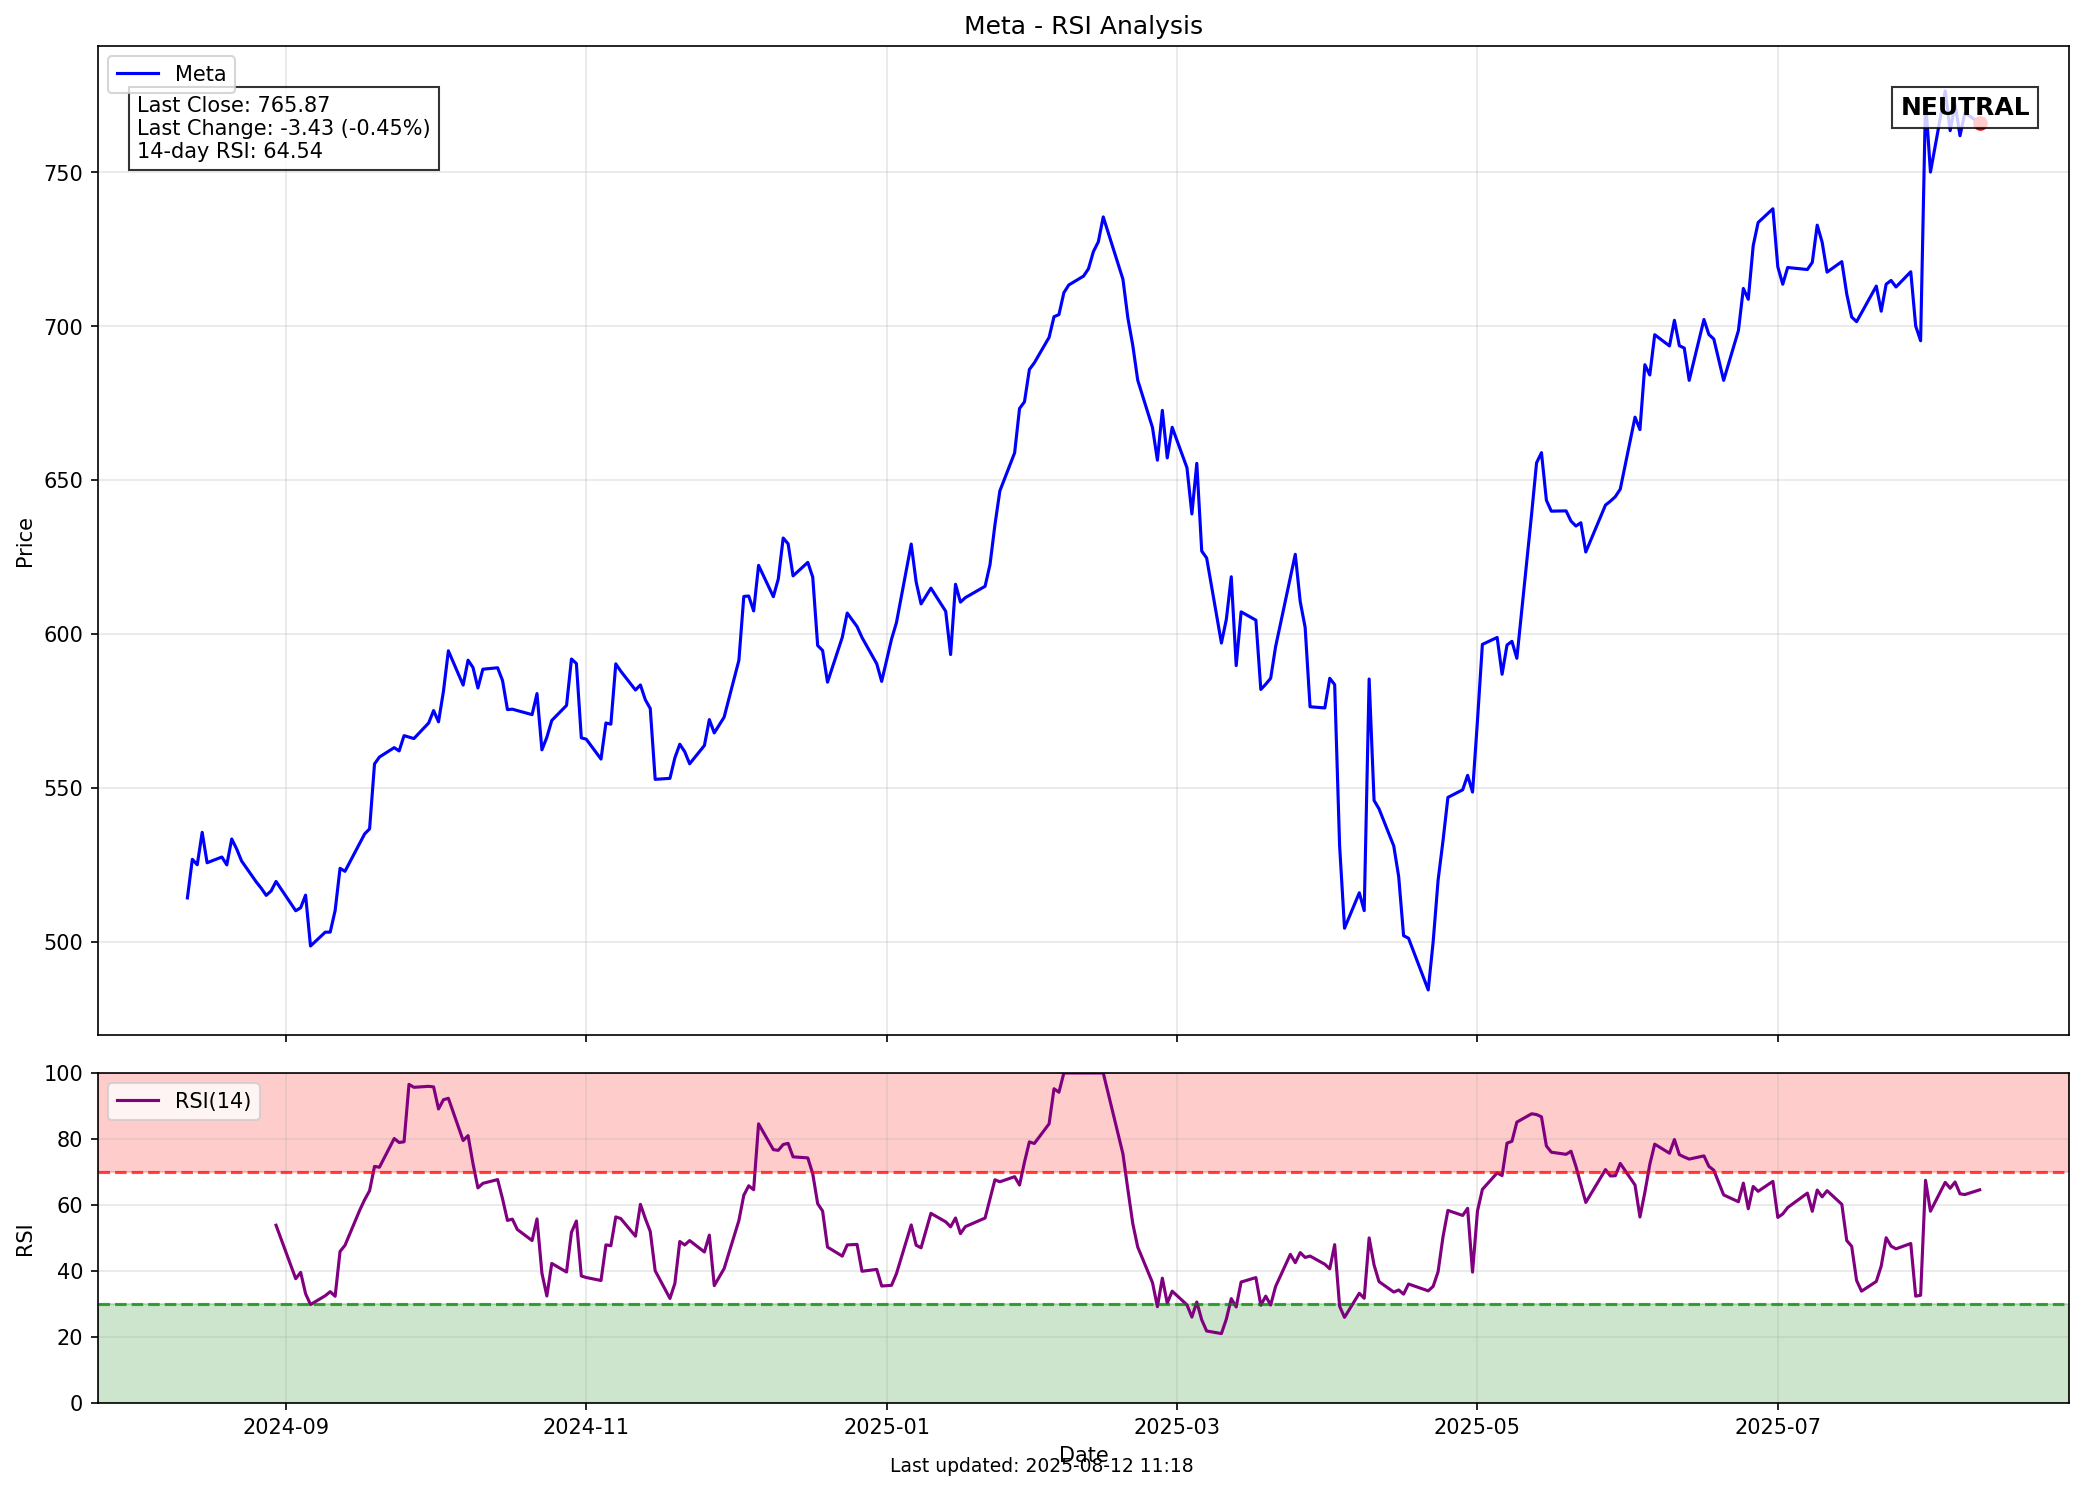 Meta - RSI Analysis
Meta
Last Close: 765.87
Last Change: -3.43 (-0.45%)
14-day RSI: 64.54
NEUTRAL
750
700
650
600
550
500
Price
RSI(14)
100
80
60
40
20
0
RSI
2024-09
2024-11
2025-01
2025-03
2025-05
2025-07
Date
Last updated: 2025-08-12 11:18